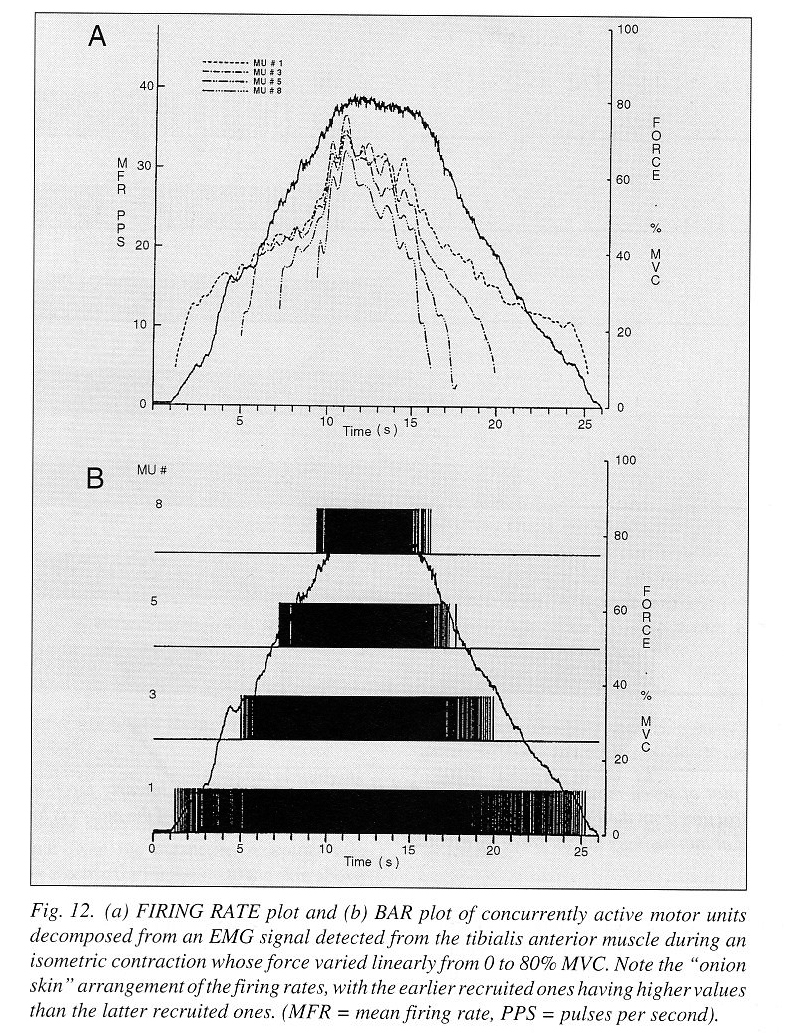 A
MU # 1
MU # 3
MU # 5
MU # 8
40
30
20
10
0
MFR PPS
100
80
60
40
20
0
FORCE . % MVC
5
10
15
20
25
Time (s)
B
MU #
8
5
3
1
100
80
60
40
20
0
FORCE . % MVC
0
5
10
15
20
25
Time (s)
Fig. 12. (a) FIRING RATE plot and (b) BAR plot of concurrently active motor units
decomposed from an EMG signal detected from the tibialis anterior muscle during an
isometric contraction whose force varied linearly from 0 to 80% MVC. Note the “onion
skin” arrangement of the firing rates, with the earlier recruited ones having higher values
than the latter recruited ones. (MFR = mean firing rate, PPS = pulses per second).